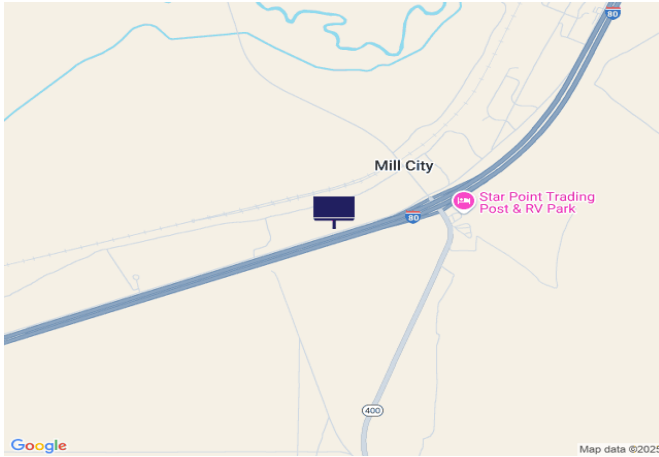 80
Mill City
Star Point Trading
Post & RV Park
80
400
Google
Map data ©2025